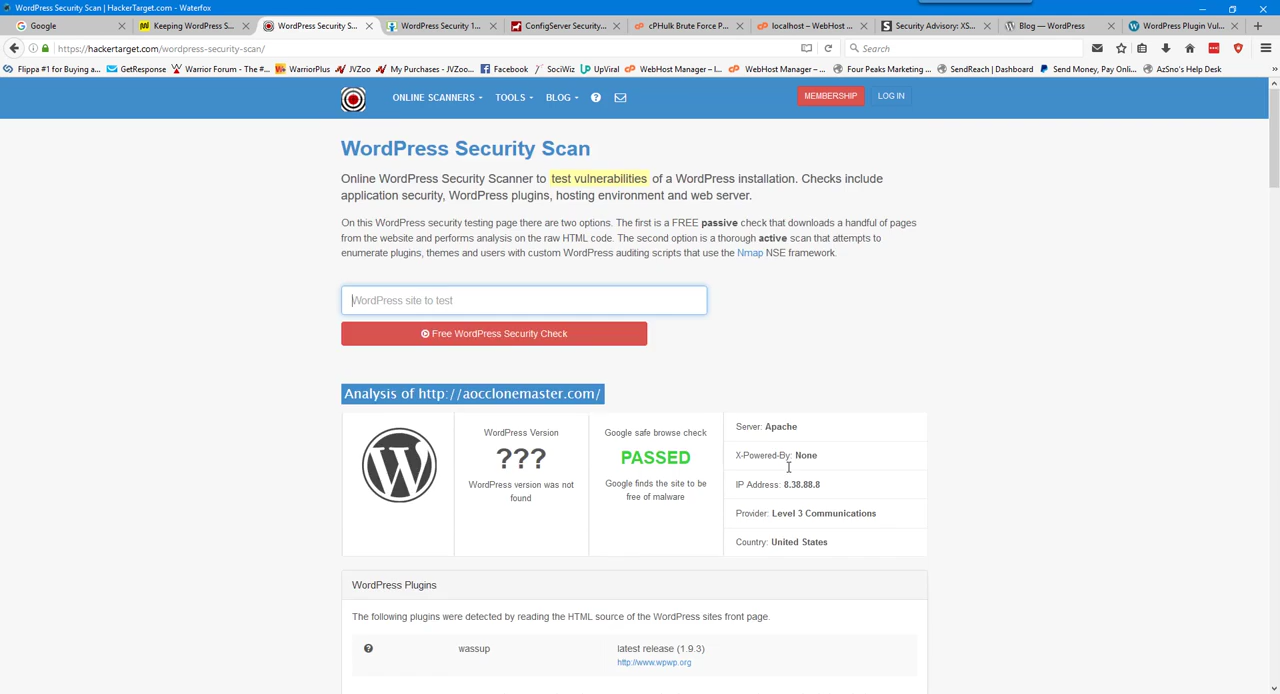 WordPress Security Scan | HackerTarget.com - Waterfox
Google
Keeping WordPress S...
WordPress Security S...
WordPress Security 1...
ConfigServer Security...
cPHulk Brute Force P...
localhost – WebHost ...
Security Advisory: XS...
Blog — WordPress
WordPress Plugin Vul...
https://hackertarget.com/wordpress-security-scan/
Search
Flippa #1 for Buying a...
GetResponse
Warrior Forum - The #...
WarriorPlus
JVZoo
My Purchases - JVZoo...
Facebook
SociWiz
UpViral
WebHost Manager – l...
WebHost Manager – ...
Four Peaks Marketing ...
SendReach | Dashboard
Send Money, Pay Onli...
AzSno's Help Desk
ONLINE SCANNERS
TOOLS
BLOG
MEMBERSHIP
LOG IN
WordPress Security Scan
Online WordPress Security Scanner to test vulnerabilities of a WordPress installation. Checks include
application security, WordPress plugins, hosting environment and web server.
On this WordPress security testing page there are two options. The first is a FREE passive check that downloads a handful of pages
from the website and performs analysis on the raw HTML code. The second option is a thorough active scan that attempts to
enumerate plugins, themes and users with custom WordPress auditing scripts that use the Nmap NSE framework.
WordPress site to test
Free WordPress Security Check
Analysis of http://aocclonemaster.com/
WordPress Version
???
WordPress version was not
found
Google safe browse check
PASSED
Google finds the site to be
free of malware
Server: Apache
X-Powered-By: None
IP Address: 8.38.88.8
Provider: Level 3 Communications
Country: United States
WordPress Plugins
The following plugins were detected by reading the HTML source of the WordPress sites front page.
wassup
latest release (1.9.3)
http://www.wpwp.org